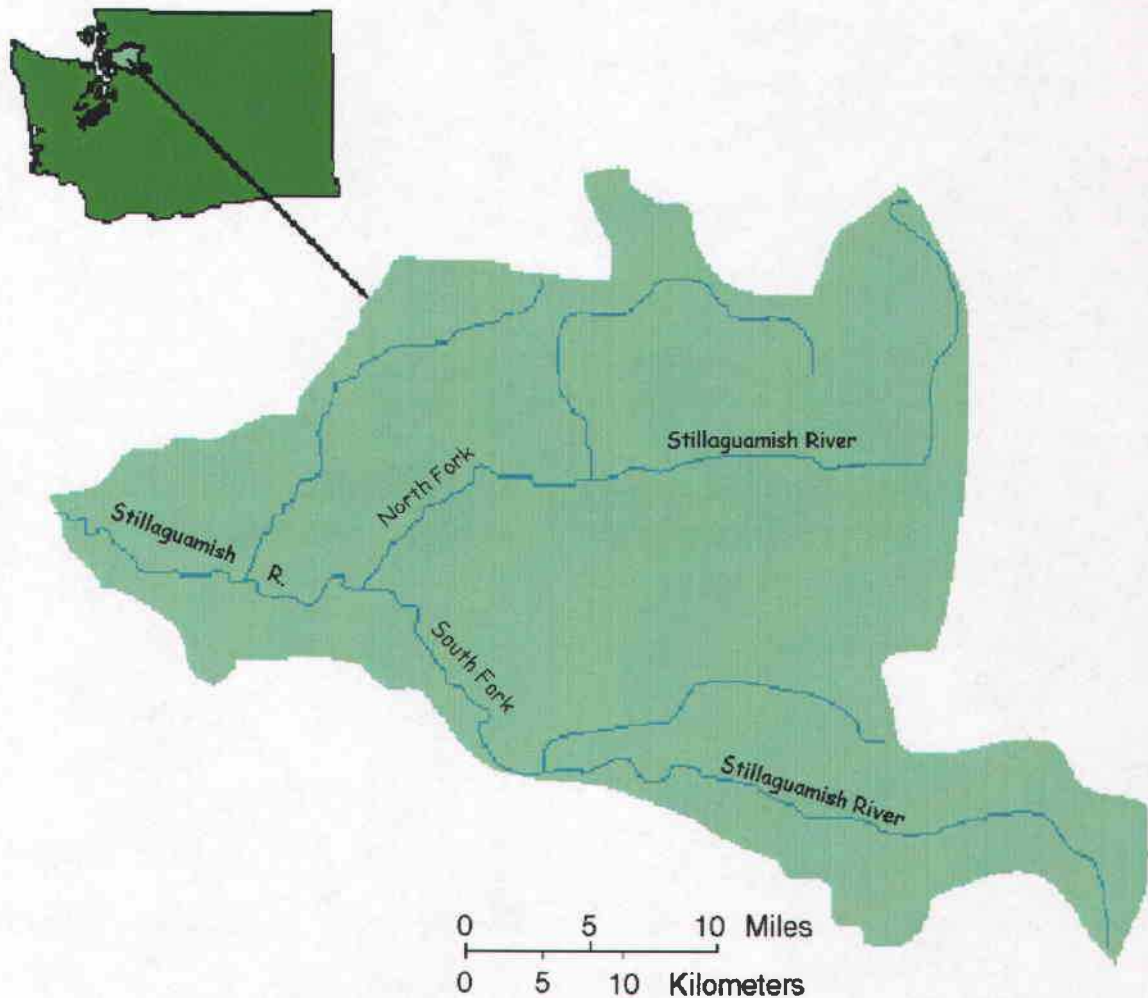 Stillaguamish River
North Fork
Stillaguamish
R.
South Fork
Stillaguamish River
0 5 10 Miles
0 5 10 Kilometers